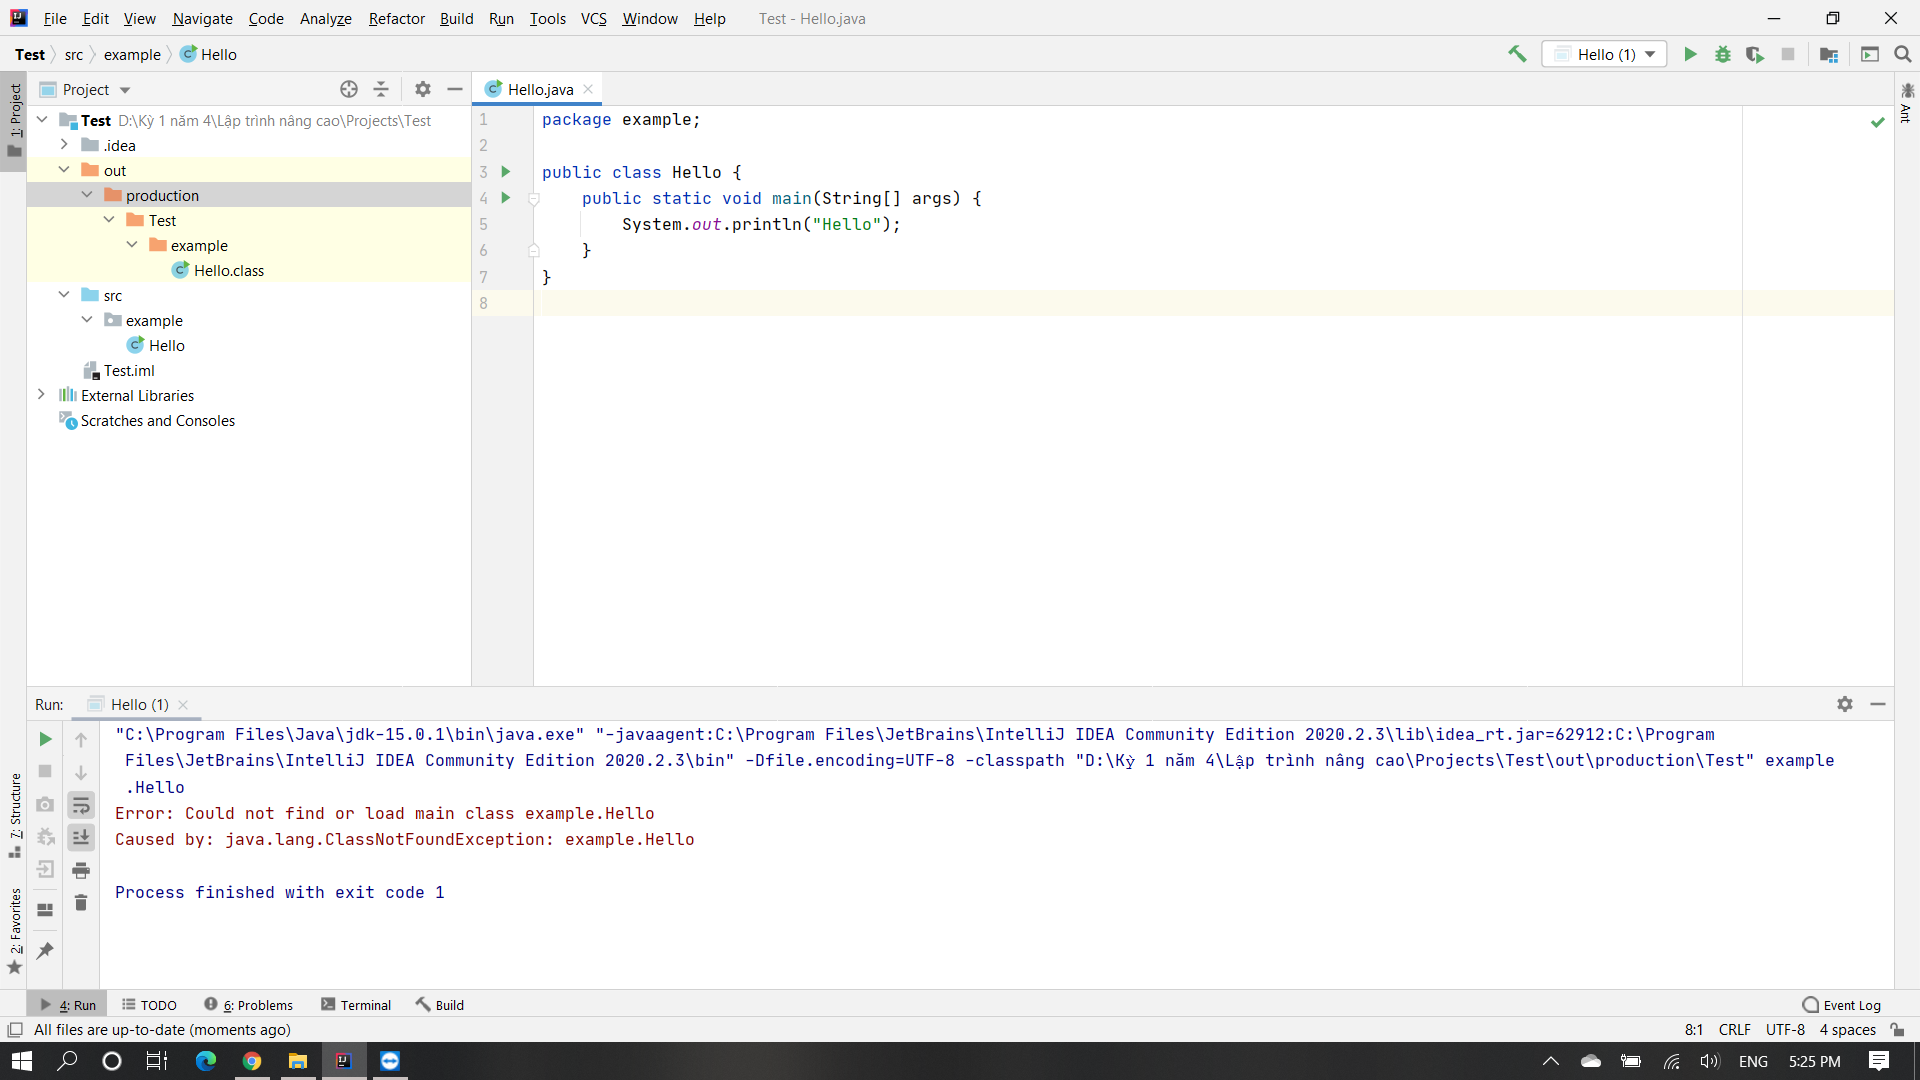 File Edit View Navigate Code Analyze Refactor Build Run Tools VCS Window Help Test - Hello.java
Test src example Hello
Hello (1)
1: Project
Project
Hello.java
Ant
Test D:\Kỳ 1 năm 4\Lập trình nâng cao\Projects\Test
.idea
out
production
Test
example
Hello.class
src
example
Hello
Test.iml
External Libraries
Scratches and Consoles
1 package example;
2
3 public class Hello {
4 public static void main(String[] args) {
5 System.out.println("Hello");
6 }
7 }
8
Run: Hello (1)
"C:\Program Files\Java\jdk-15.0.1\bin\java.exe" "-javaagent:C:\Program Files\JetBrains\IntelliJ IDEA Community Edition 2020.2.3\lib\idea_rt.jar=62912:C:\Program
Files\JetBrains\IntelliJ IDEA Community Edition 2020.2.3\bin" -Dfile.encoding=UTF-8 -classpath "D:\Kỳ 1 năm 4\Lập trình nâng cao\Projects\Test\out\production\Test" example
.Hello
Error: Could not find or load main class example.Hello
Caused by: java.lang.ClassNotFoundException: example.Hello
Process finished with exit code 1
7: Structure
2: Favorites
4: Run TODO 6: Problems Terminal Build Event Log
All files are up-to-date (moments ago) 8:1 CRLF UTF-8 4 spaces
ENG 5:25 PM